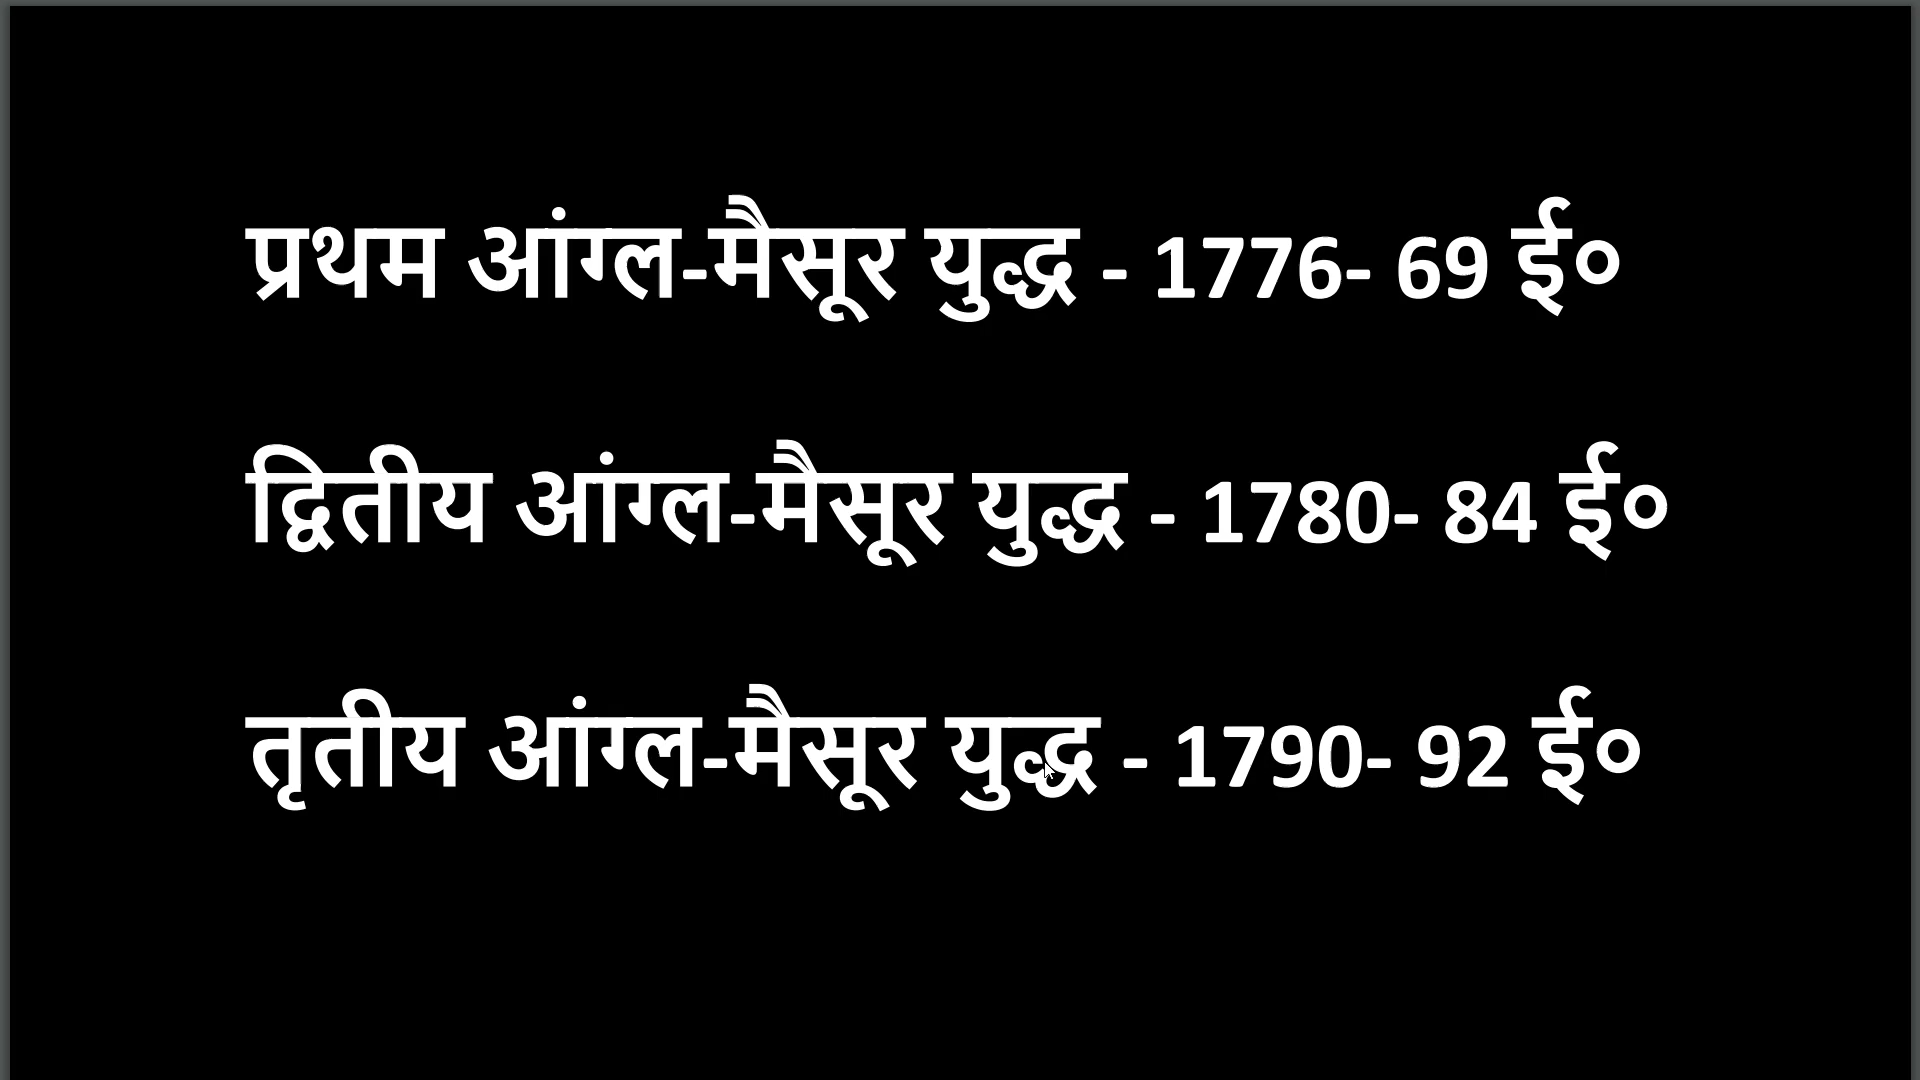 प्रथम आंग्ल-मैसूर युद्ध - 1776- 69 ई०
द्वितीय आंग्ल-मैसूर युद्ध - 1780- 84 ई०
तृतीय आंग्ल-मैसूर युद्ध - 1790- 92 ई०